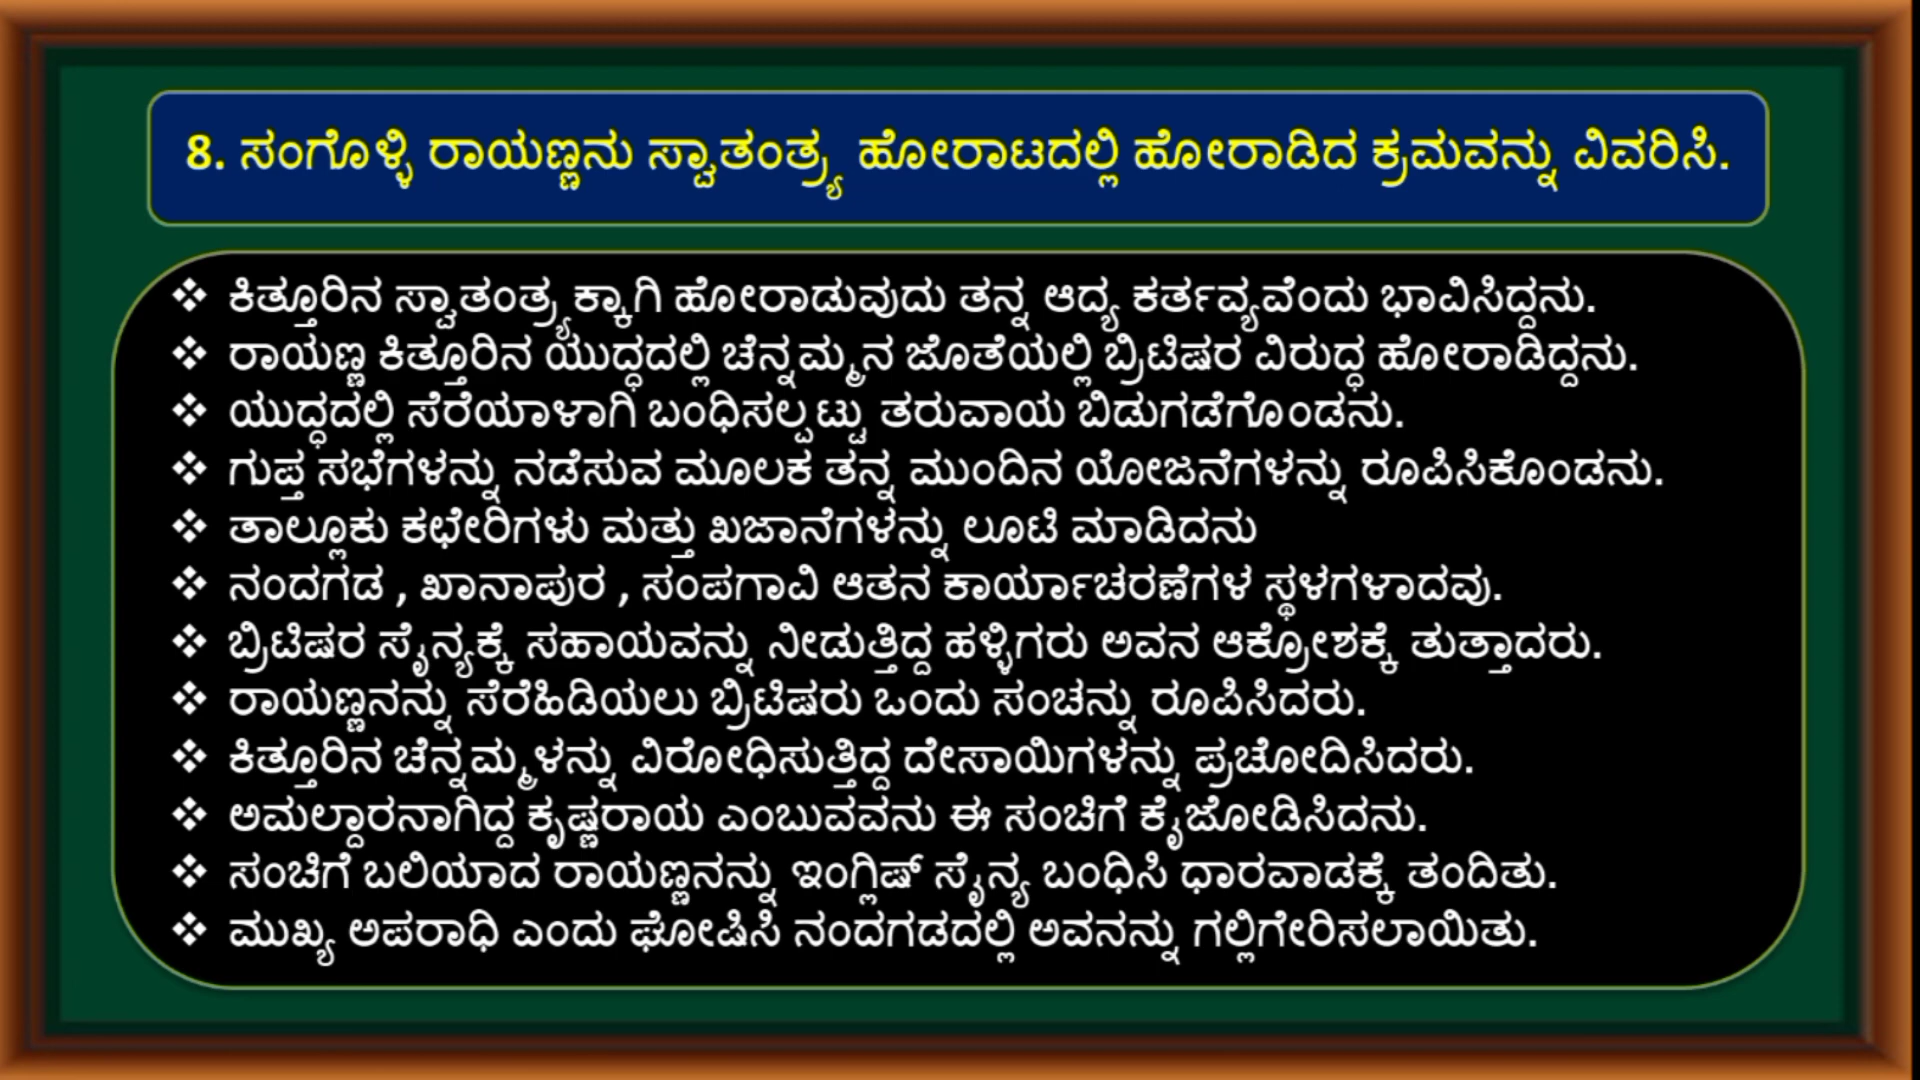 8. ಸಂಗೊಳ್ಳಿ ರಾಯಣ್ಣನು ಸ್ವಾತಂತ್ರ್ಯ ಹೋರಾಟದಲ್ಲಿ ಹೋರಾಡಿದ ಕ್ರಮವನ್ನು ವಿವರಿಸಿ.
❖ ಕಿತ್ತೂರಿನ ಸ್ವಾತಂತ್ರ್ಯಕ್ಕಾಗಿ ಹೋರಾಡುವುದು ತನ್ನ ಆದ್ಯ ಕರ್ತವ್ಯವೆಂದು ಭಾವಿಸಿದ್ದನು.
❖ ರಾಯಣ್ಣ ಕಿತ್ತೂರಿನ ಯುದ್ಧದಲ್ಲಿ ಚೆನ್ನಮ್ಮನ ಜೊತೆಯಲ್ಲಿ ಬ್ರಿಟಿಷರ ವಿರುದ್ಧ ಹೋರಾಡಿದ್ದನು.
❖ ಯುದ್ಧದಲ್ಲಿ ಸೆರೆಯಾಳಾಗಿ ಬಂಧಿಸಲ್ಪಟ್ಟು ತರುವಾಯ ಬಿಡುಗಡೆಗೊಂಡನು.
❖ ಗುಪ್ತ ಸಭೆಗಳನ್ನು ನಡೆಸುವ ಮೂಲಕ ತನ್ನ ಮುಂದಿನ ಯೋಜನೆಗಳನ್ನು ರೂಪಿಸಿಕೊಂಡನು.
❖ ತಾಲ್ಲೂಕು ಕಛೇರಿಗಳು ಮತ್ತು ಖಜಾನೆಗಳನ್ನು ಲೂಟಿ ಮಾಡಿದನು
❖ ನಂದಗಡ , ಖಾನಾಪುರ , ಸಂಪಗಾವಿ ಆತನ ಕಾರ್ಯಾಚರಣೆಗಳ ಸ್ಥಳಗಳಾದವು.
❖ ಬ್ರಿಟಿಷರ ಸೈನ್ಯಕ್ಕೆ ಸಹಾಯವನ್ನು ನೀಡುತ್ತಿದ್ದ ಹಳ್ಳಿಗರು ಅವನ ಆಕ್ರೋಶಕ್ಕೆ ತುತ್ತಾದರು.
❖ ರಾಯಣ್ಣನನ್ನು ಸೆರೆಹಿಡಿಯಲು ಬ್ರಿಟಿಷರು ಒಂದು ಸಂಚನ್ನು ರೂಪಿಸಿದರು.
❖ ಕಿತ್ತೂರಿನ ಚೆನ್ನಮ್ಮಳನ್ನು ವಿರೋಧಿಸುತ್ತಿದ್ದ ದೇಸಾಯಿಗಳನ್ನು ಪ್ರಚೋದಿಸಿದರು.
❖ ಅಮಲ್ದಾರನಾಗಿದ್ದ ಕೃಷ್ಣರಾಯ ಎಂಬುವವನು ಈ ಸಂಚಿಗೆ ಕೈಜೋಡಿಸಿದನು.
❖ ಸಂಚಿಗೆ ಬಲಿಯಾದ ರಾಯಣ್ಣನನ್ನು ಇಂಗ್ಲಿಷ್ ಸೈನ್ಯ ಬಂಧಿಸಿ ಧಾರವಾಡಕ್ಕೆ ತಂದಿತು.
❖ ಮುಖ್ಯ ಅಪರಾಧಿ ಎಂದು ಘೋಷಿಸಿ ನಂದಗಡದಲ್ಲಿ ಅವನನ್ನು ಗಲ್ಲಿಗೇರಿಸಲಾಯಿತು.